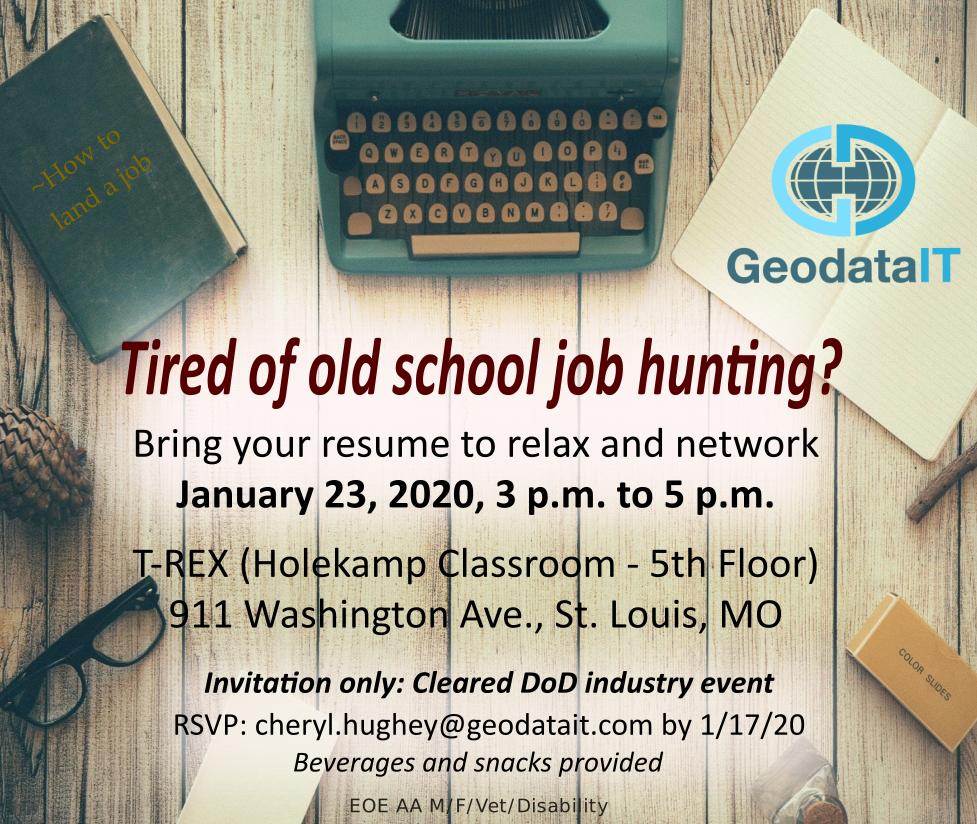 ~How to
land a job
GeodataIT
Tired of old school job hunting?
Bring your resume to relax and network
January 23, 2020, 3 p.m. to 5 p.m.
T-REX (Holekamp Classroom - 5th Floor)
911 Washington Ave., St. Louis, MO
COLOR SLIDES
Invitation only: Cleared DoD industry event
RSVP: cheryl.hughey@geodatait.com by 1/17/20
Beverages and snacks provided
EOE AA M/F/Vet/Disability